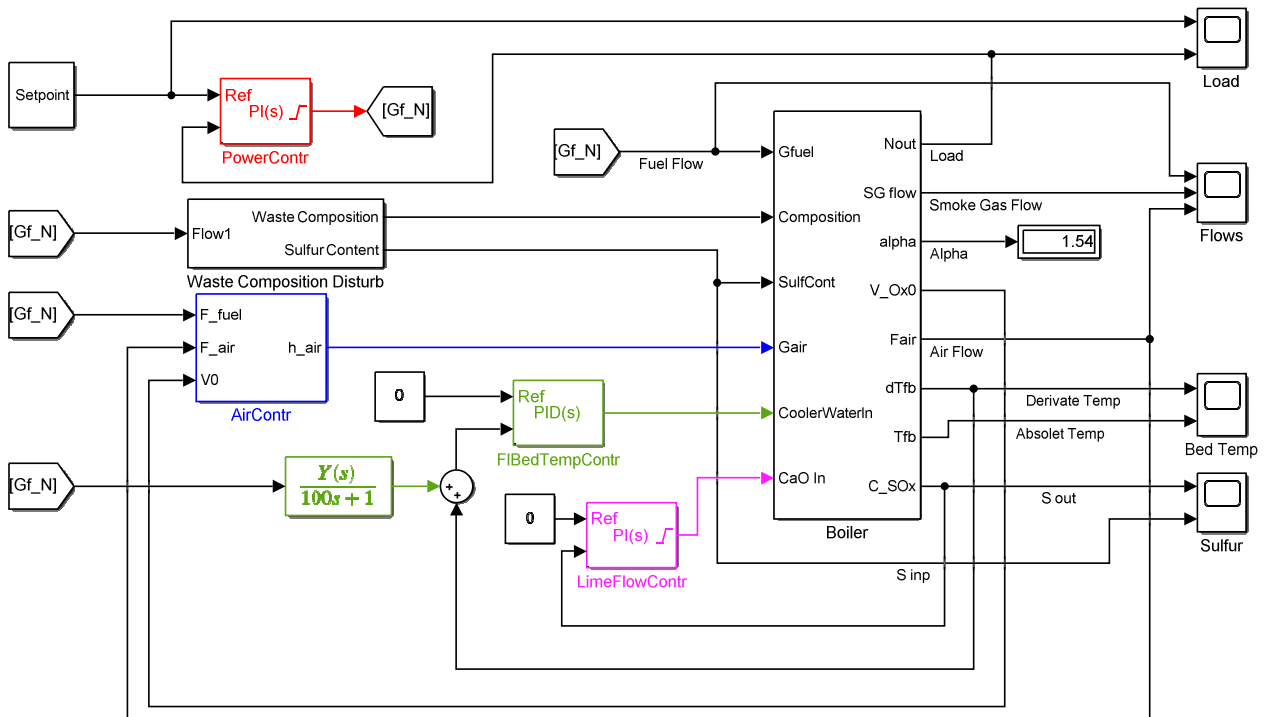 Setpoint
Ref
PI(s)
PowerContr
[Gf_N]
Load
[Gf_N]
Fuel Flow
Gfuel
Composition
SulfCont
Gair
CoolerWaterIn
CaO In
Nout
SG flow
alpha
V_Ox0
Fair
dTfb
Tfb
C_SOx
Boiler
Load
Smoke Gas Flow
Alpha
1.54
Flows
[Gf_N]
Flow1
Waste Composition
Sulfur Content
Waste Composition Disturb
[Gf_N]
F_fuel
F_air
V0
h_air
AirContr
Air Flow
0
Ref
PID(s)
FlBedTempContr
Derivate Temp
Absolet Temp
Bed Temp
[Gf_N]
Y(s)
100s + 1
+
+
0
Ref
PI(s)
LimeFlowContr
S out
S inp
Sulfur